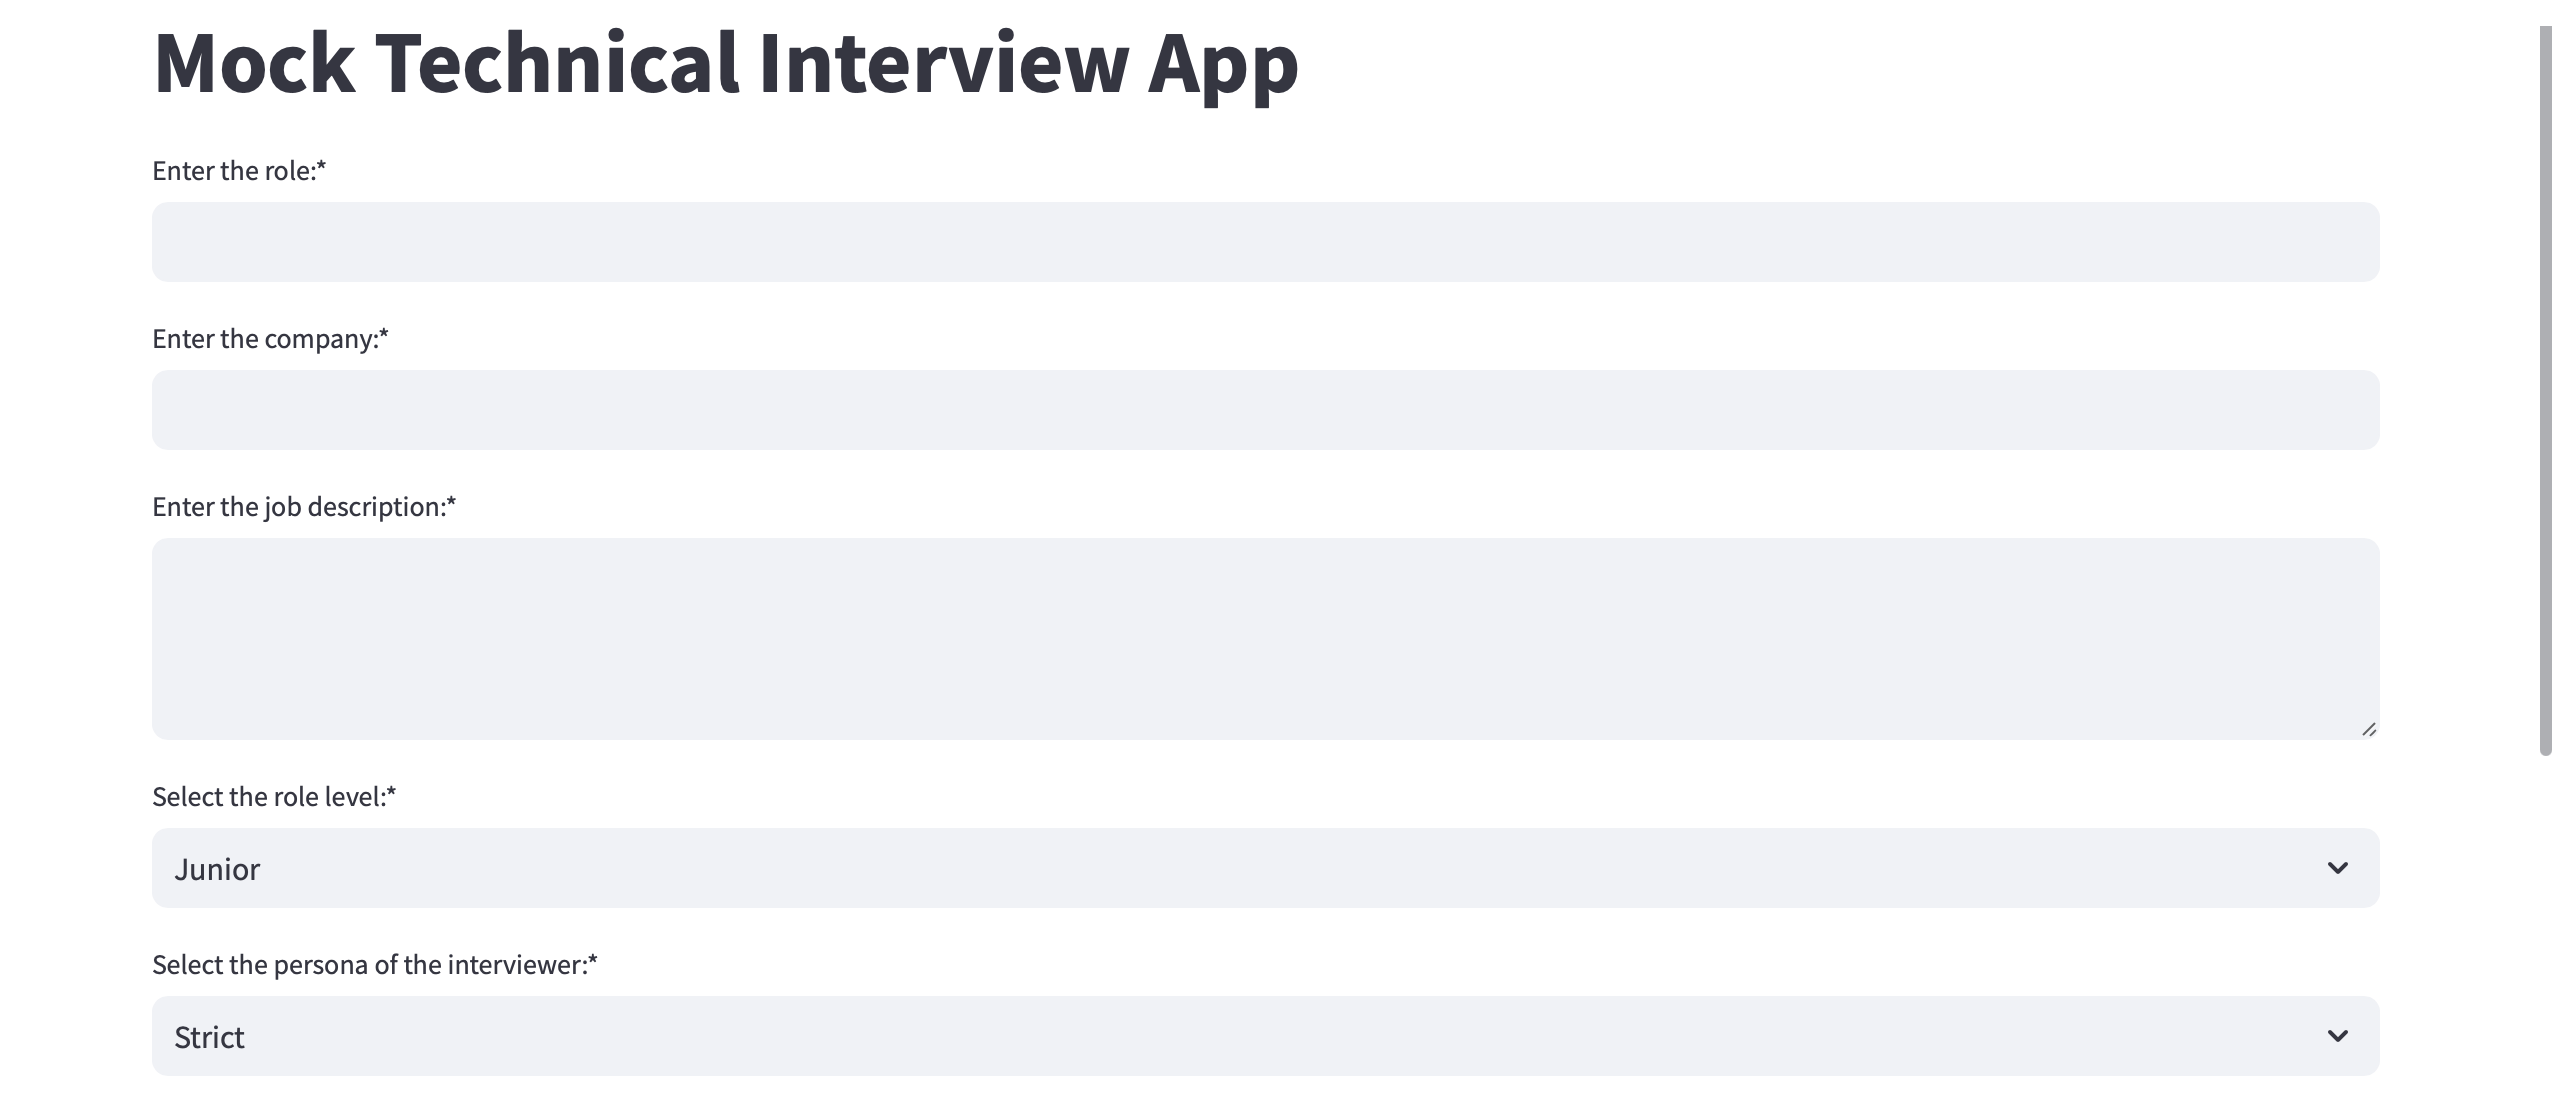 Mock Technical Interview App
Enter the role:*
Enter the company:*
Enter the job description:*
Select the role level:*
Junior
Select the persona of the interviewer:*
Strict